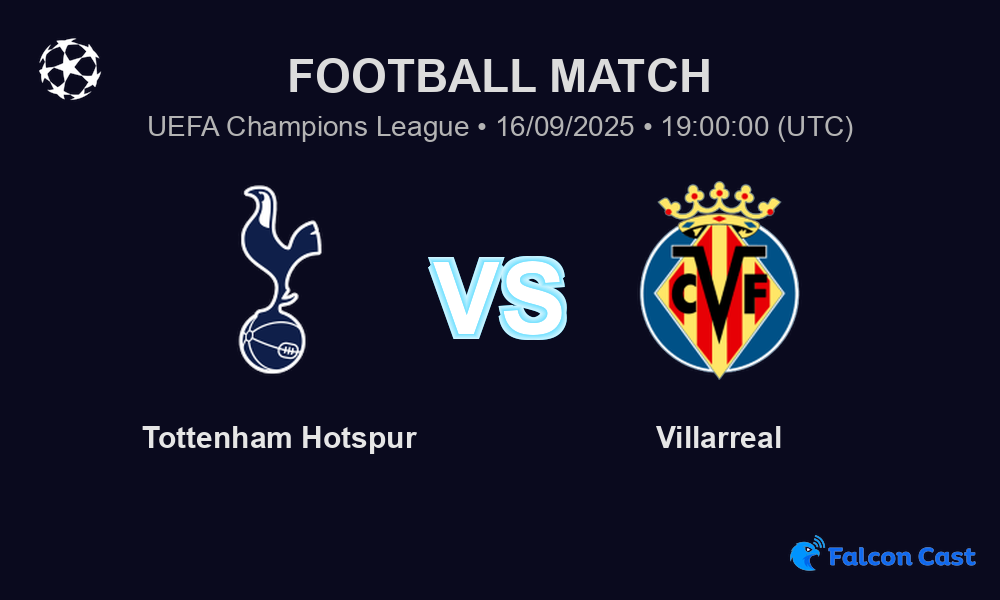 FOOTBALL MATCH
UEFA Champions League • 16/09/2025 • 19:00:00 (UTC)
VS
CVF
Tottenham Hotspur
Villarreal
Falcon Cast